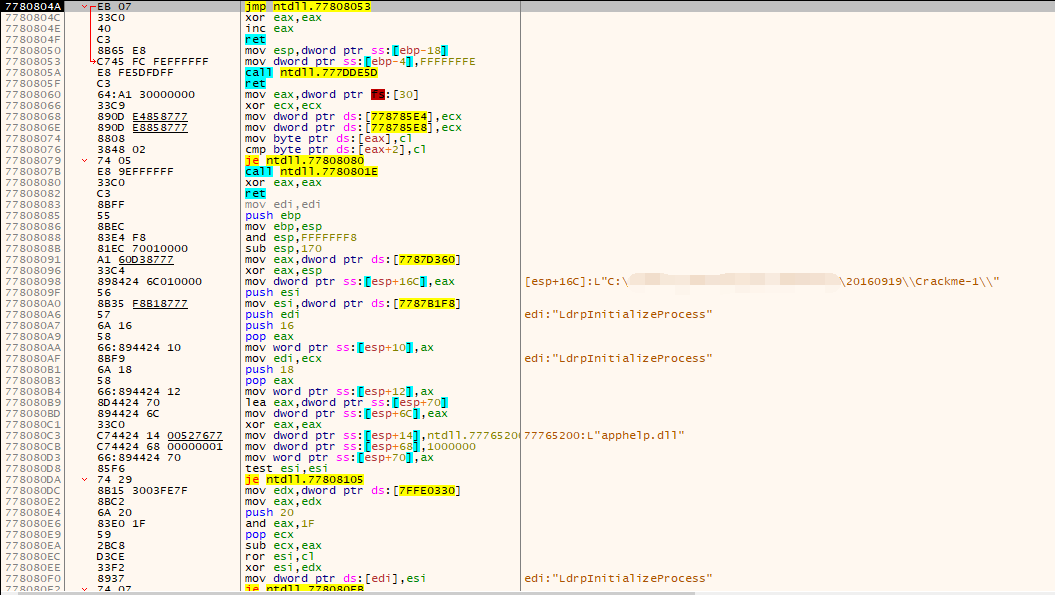 7780804A EB 07 jmp ntdll.77808053
7780804C 33C0 xor eax,eax
7780804E 40 inc eax
7780804F C3 ret
77808050 8B65 E8 mov esp,dword ptr ss:[ebp-18]
77808053 C745 FC FEFFFFFF mov dword ptr ss:[ebp-4],FFFFFFFE
7780805A E8 FE5DFDFF call ntdll.777DDE5D
7780805F C3 ret
77808060 64:A1 30000000 mov eax,dword ptr fs:[30]
77808066 33C9 xor ecx,ecx
77808068 890D E4858777 mov dword ptr ds:[778785E4],ecx
7780806E 890D E8858777 mov dword ptr ds:[778785E8],ecx
77808074 8808 mov byte ptr ds:[eax],cl
77808076 3848 02 cmp byte ptr ds:[eax+2],cl
77808079 74 05 je ntdll.77808080
7780807B E8 9EFFFFFF call ntdll.7780801E
77808080 33C0 xor eax,eax
77808082 C3 ret
77808083 8BFF mov edi,edi
77808085 55 push ebp
77808086 8BEC mov ebp,esp
77808088 83E4 F8 and esp,FFFFFFF8
7780808B 81EC 70010000 sub esp,170
77808091 A1 60D38777 mov eax,dword ptr ds:[7787D360]
77808096 33C4 xor eax,esp
77808098 898424 6C010000 mov dword ptr ss:[esp+16C],eax [esp+16C]:L"C:\ \20160919\\Crackme-1\\"
7780809F 56 push esi
778080A0 8B35 F8B18777 mov esi,dword ptr ds:[7787B1F8]
778080A6 57 push edi edi:"LdrpInitializeProcess"
778080A7 6A 16 push 16
778080A9 58 pop eax
778080AA 66:894424 10 mov word ptr ss:[esp+10],ax
778080AF 8BF9 mov edi,ecx edi:"LdrpInitializeProcess"
778080B1 6A 18 push 18
778080B3 58 pop eax
778080B4 66:894424 12 mov word ptr ss:[esp+12],ax
778080B9 8D4424 70 lea eax,dword ptr ss:[esp+70]
778080BD 894424 6C mov dword ptr ss:[esp+6C],eax
778080C1 33C0 xor eax,eax
778080C3 C74424 14 00527677 mov dword ptr ss:[esp+14],ntdll.77765200 77765200:L"apphelp.dll"
778080CB C74424 68 00000001 mov dword ptr ss:[esp+68],1000000
778080D3 66:894424 70 mov word ptr ss:[esp+70],ax
778080D8 85F6 test esi,esi
778080DA 74 29 je ntdll.77808105
778080DC 8B15 3003FE7F mov edx,dword ptr ds:[7FFE0330]
778080E2 8BC2 mov eax,edx
778080E4 6A 20 push 20
778080E6 83E0 1F and eax,1F
778080E9 59 pop ecx
778080EA 2BC8 sub ecx,eax
778080EC D3CE ror esi,cl
778080EE 33F2 xor esi,edx
778080F0 8937 mov dword ptr ds:[edi],esi edi:"LdrpInitializeProcess"
778080F2 74 07 je ntdll.778080FB